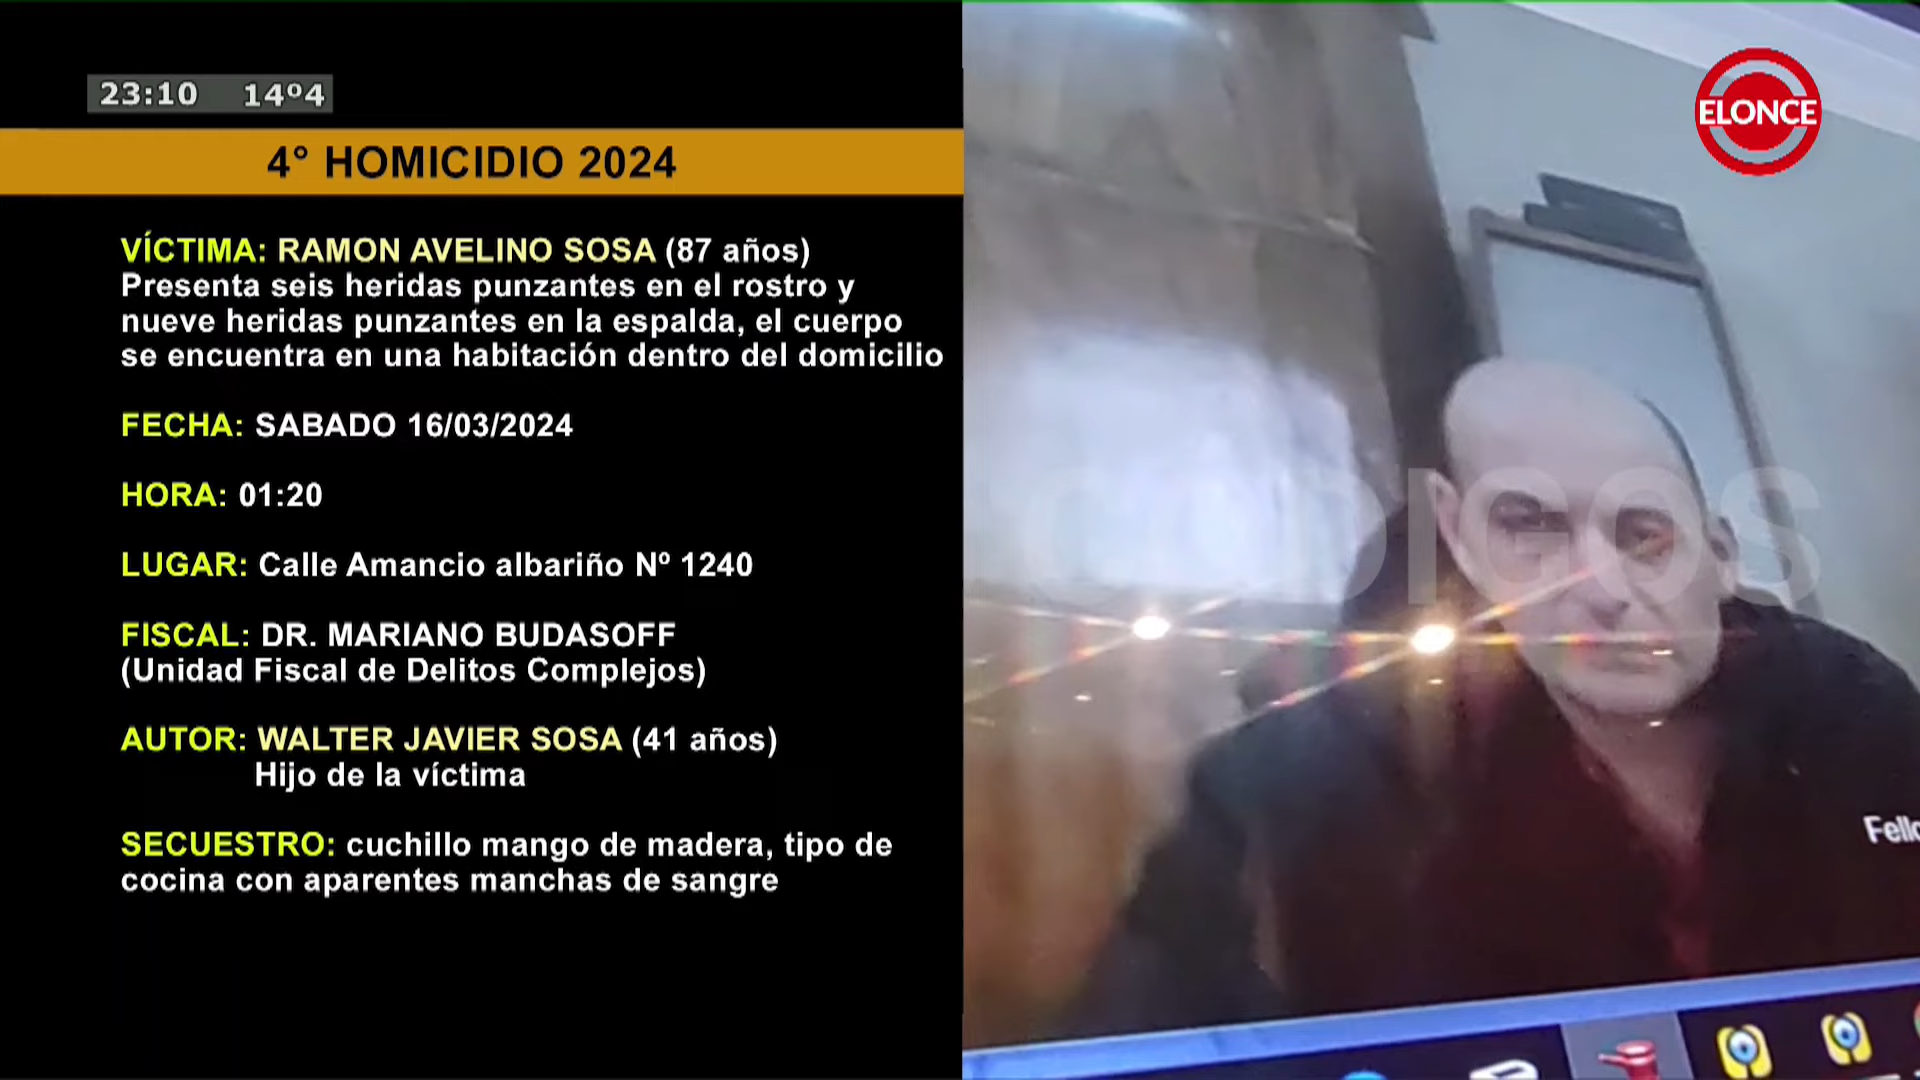 23:10 14º4
ELONCE
4° HOMICIDIO 2024
VÍCTIMA: RAMON AVELINO SOSA (87 años)
Presenta seis heridas punzantes en el rostro y
nueve heridas punzantes en la espalda, el cuerpo
se encuentra en una habitación dentro del domicilio
FECHA: SABADO 16/03/2024
HORA: 01:20
LUGAR: Calle Amancio albariño Nº 1240
FISCAL: DR. MARIANO BUDASOFF
(Unidad Fiscal de Delitos Complejos)
AUTOR: WALTER JAVIER SOSA (41 años)
Hijo de la víctima
SECUESTRO: cuchillo mango de madera, tipo de
cocina con aparentes manchas de sangre
CODIGOS